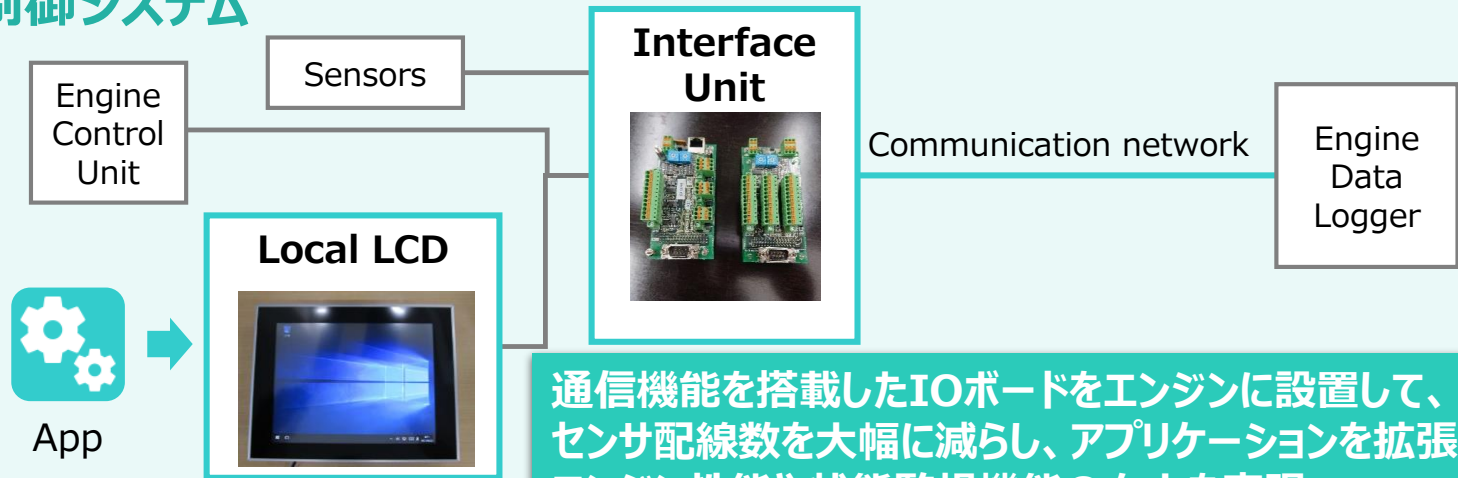 制御システム
Sensors
Engine
Control
Unit
Interface
Unit
Communication network
Engine
Data
Logger
Local LCD
App
通信機能を搭載したIOボードをエンジンに設置して、
センサ配線数を大幅に減らし、アプリケーションを拡張